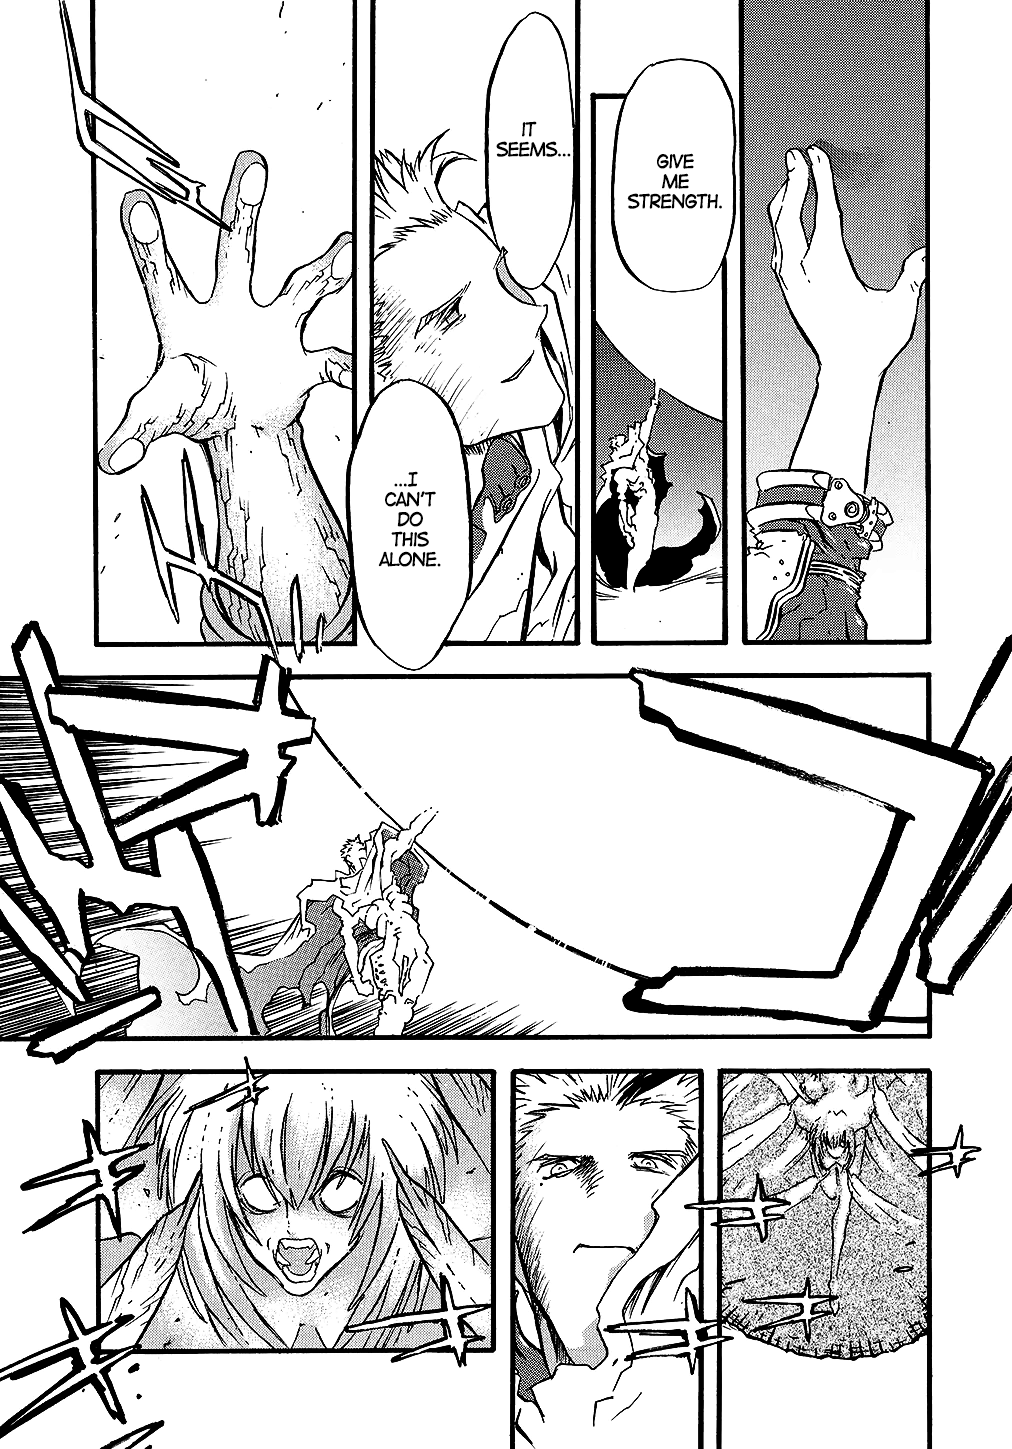 GIVE
ME
STRENGTH.
IT
SEEMS...
...I
CAN'T
DO
THIS
ALONE.